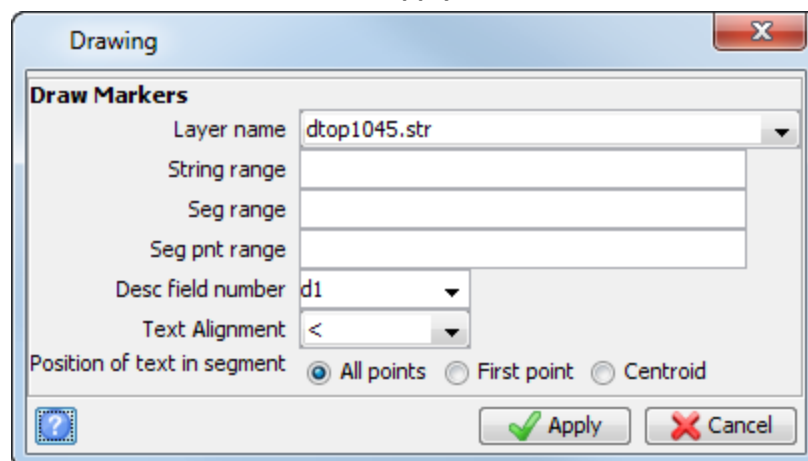 Drawing
Draw Markers
Layer name dtop1045.str
String range
Seg range
Seg pnt range
Desc field number d1
Text Alignment <
Position of text in segment All points First point Centroid
? Apply Cancel